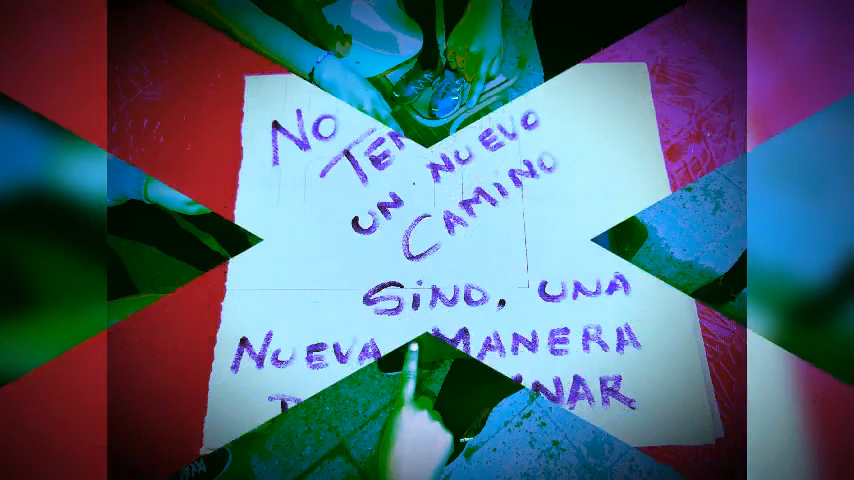 NO
UN NUEVO
CAMINO
SiNO, UNA
NUEVA MANERA